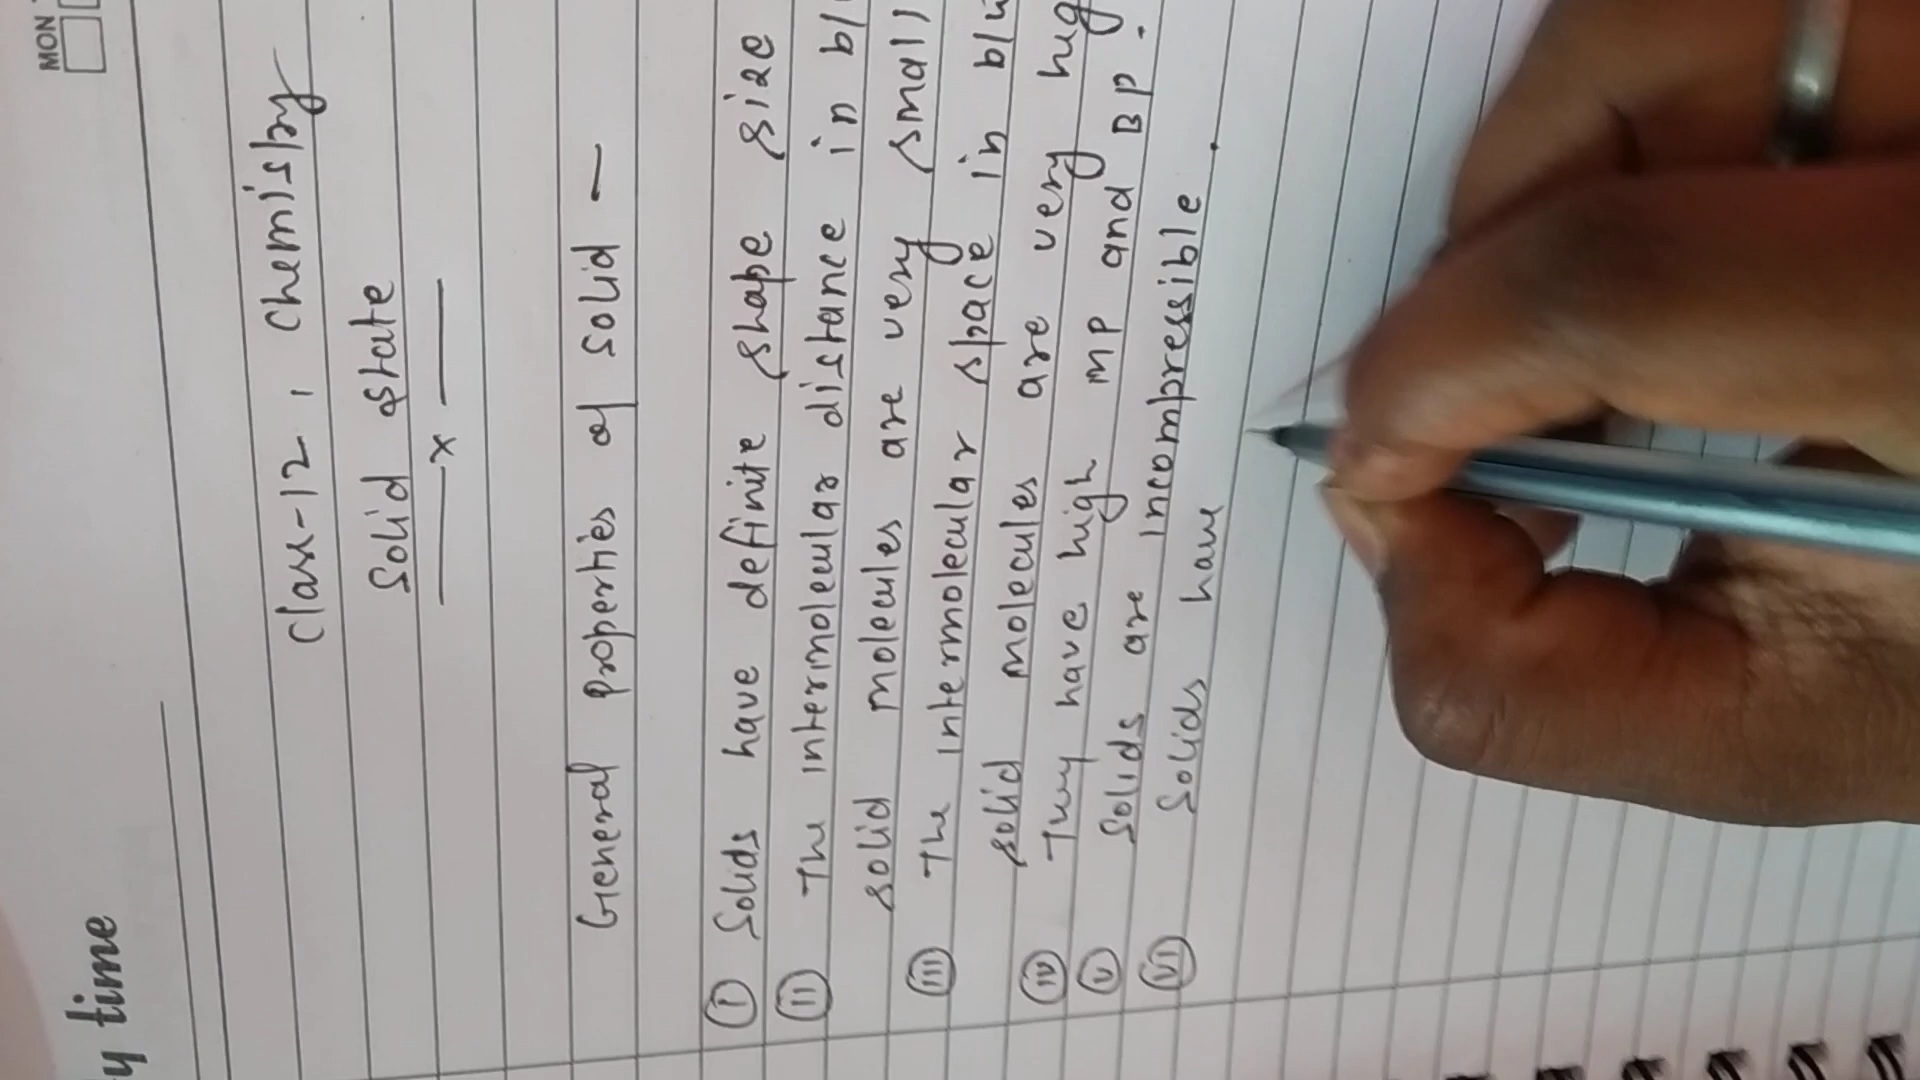 MON
y time
Class-12, Chemistry
Solid state
—x—
General properties of solid —
(i) Solids have definite shape size
(ii) The intermolecular distance in b/
solid molecules are very small
(iii) The intermolecular space in b/w
solid molecules are very hig
(iv) They have high MP and BP.
(v) Solids are Incompressible.
(vi) Solids have